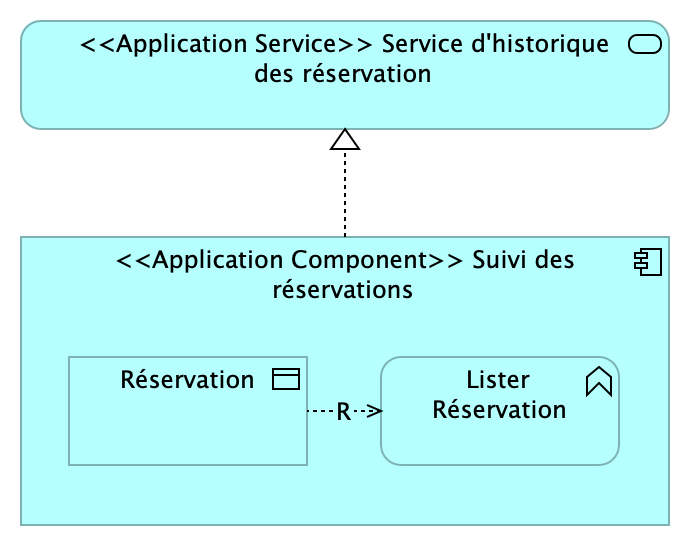 <<Application Service>> Service d'historique
des réservation
<<Application Component>> Suivi des
réservations
Réservation
R
Lister
Réservation